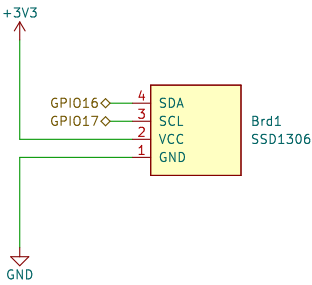 +3V3
GPIO16 4 SDA
GPIO17 3 SCL Brd1
2 VCC SSD1306
1 GND
GND